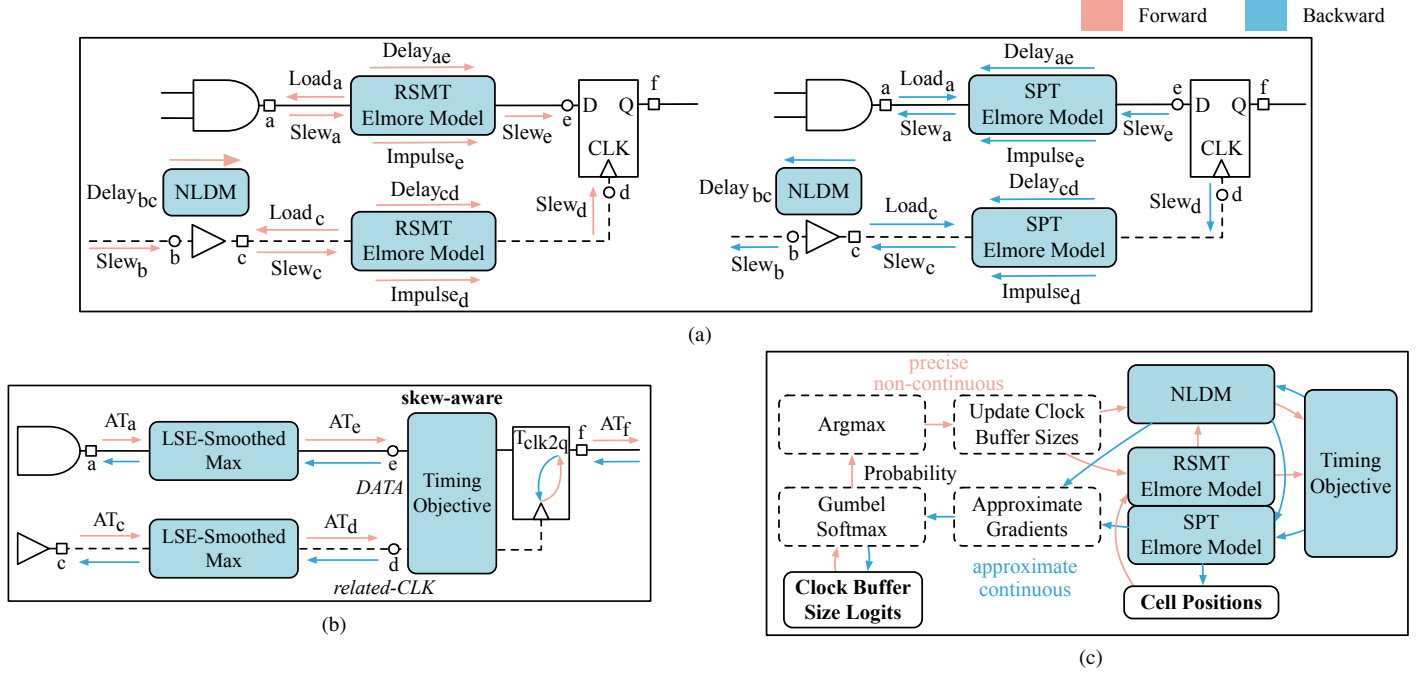 Forward
Backward
Delay_ae
Load_a
RSMT
Elmore Model
a
Slew_a
Slew_e
e
Impulse_e
D
Q
f
CLK
d
Slew_d
Delay_bc
NLDM
Delay_cd
Load_c
RSMT
Elmore Model
Slew_b
b
c
Slew_c
Impulse_d
Delay_ae
Load_a
SPT
Elmore Model
a
Slew_a
Slew_e
e
Impulse_e
D
Q
f
CLK
d
Slew_d
Delay_bc
NLDM
Delay_cd
Load_c
SPT
Elmore Model
Slew_b
b
c
Slew_c
Impulse_d
(a)
skew-aware
AT_a
LSE-Smoothed
Max
AT_e
a
e
DATA
Timing
Objective
T_clk2q
f
AT_f
AT_c
LSE-Smoothed
Max
AT_d
c
d
related-CLK
(b)
precise
non-continuous
Argmax
Update Clock
Buffer Sizes
NLDM
Probability
RSMT
Elmore Model
Timing
Objective
Gumbel
Softmax
Approximate
Gradients
SPT
Elmore Model
approximate
continuous
Clock Buffer
Size Logits
Cell Positions
(c)